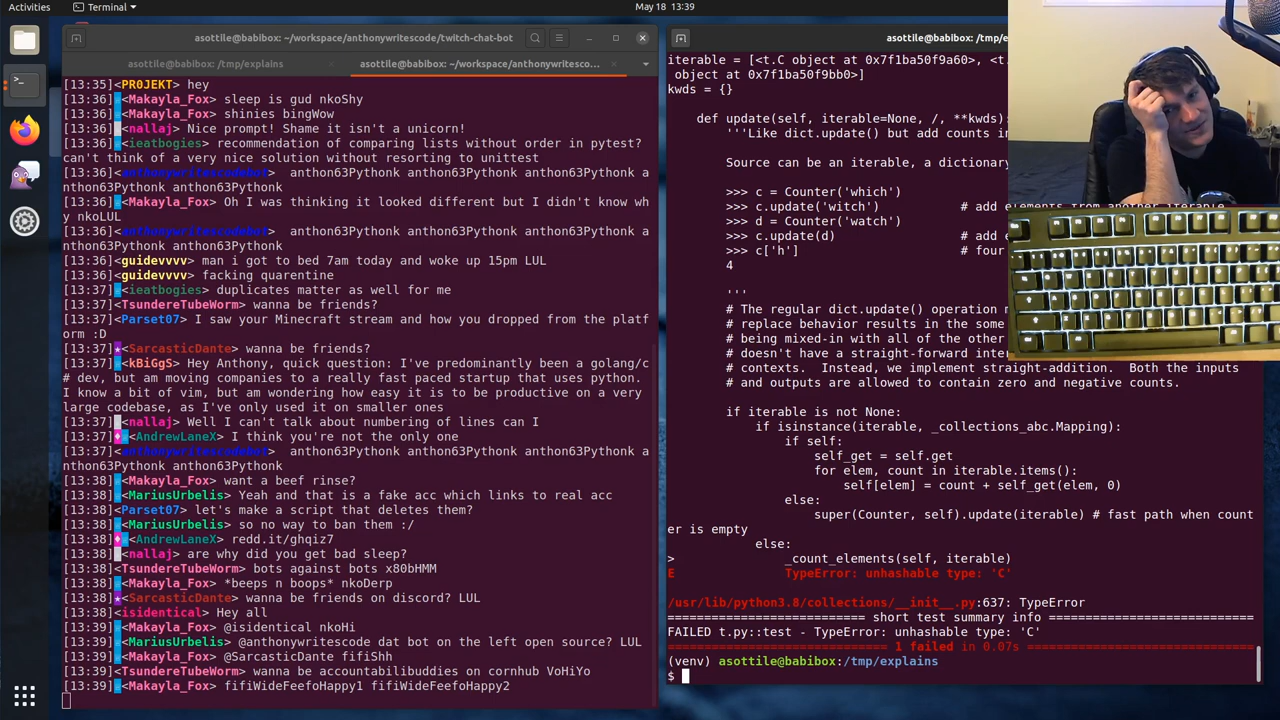 Activities
Terminal
May 18 13:39
asottile@babibox: ~/workspace/anthonywritescode/twitch-chat-bot
asottile@babibox: /tmp/explains
asottile@babibox: ~/workspace/anthonywritesco...
[13:35]<PR0JEKT> hey
[13:36]<Makayla_Fox> sleep is gud nkoShy
[13:36]<Makayla_Fox> shinies bingWow
[13:36]<nallaj> Nice prompt! Shame it isn't a unicorn!
[13:36]<ieatbogies> recommendation of comparing lists without order in pytest?
can't think of a very nice solution without resorting to unittest
[13:36]<anthonywritescodebot> anthon63Pythonk anthon63Pythonk anthon63Pythonk a
nthon63Pythonk anthon63Pythonk
[13:36]<Makayla_Fox> Oh I was thinking it looked different but I didn't know wh
y nkoLUL
[13:36]<anthonywritescodebot> anthon63Pythonk anthon63Pythonk anthon63Pythonk a
nthon63Pythonk anthon63Pythonk
[13:36]<guidevvvv> man i got to bed 7am today and woke up 15pm LUL
[13:36]<guidevvvv> facking quarentine
[13:36]<ieatbogies> duplicates matter as well for me
[13:37]<TsundereTubeWorm> wanna be friends?
[13:37]<Parset07> I saw your Minecraft stream and how you dropped from the platf
orm :D
[13:37]<SarcasticDante> wanna be friends?
[13:37]<kBiGgS> Hey Anthony, quick question: I've predominantly been a golang/c
# dev, but am moving companies to a really fast paced startup that uses python.
I know a bit of vim, but am wondering how easy it is to be productive on a very
large codebase, as I've only used it on smaller ones
[13:37]<nallaj> Well I can't talk about numbering of lines can I
[13:37]<AndrewLaneX> I think you're not the only one
[13:37]<anthonywritescodebot> anthon63Pythonk anthon63Pythonk anthon63Pythonk a
nthon63Pythonk anthon63Pythonk
[13:38]<Makayla_Fox> want a beef rinse?
[13:38]<MariusUrbelis> Yeah and that is a fake acc which links to real acc
[13:38]<Parset07> let's make a script that deletes them?
[13:38]<MariusUrbelis> so no way to ban them :/
[13:38]<AndrewLaneX> redd.it/ghqiz7
[13:38]<nallaj> are why did you get bad sleep?
[13:38]<TsundereTubeWorm> bots against bots x80bHMM
[13:38]<Makayla_Fox> *beeps n boops* nkoDerp
[13:38]<SarcasticDante> wanna be friends on discord? LUL
[13:38]<isidentical> Hey all
[13:39]<Makayla_Fox> @isidentical nkoHi
[13:39]<MariusUrbelis> @anthonywritescode dat bot on the left open source? LUL
[13:39]<Makayla_Fox> @SarcasticDante fifiShh
[13:39]<TsundereTubeWorm> wanna be accountabilibuddies on cornhub VoHiYo
[13:39]<Makayla_Fox> fifiWideFeefoHappy1 fifiWideFeefoHappy2
asottile@babibox: /tmp/e
iterable = [<t.C object at 0x7f1ba50f9a60>, <t.
object at 0x7f1ba50f9bb0>]
kwds = {}
def update(self, iterable=None, /, **kwds)
'''Like dict.update() but add counts in
Source can be an iterable, a dictionary
>>> c = Counter('which')
>>> c.update('witch') # add elements from another iterable
>>> d = Counter('watch')
>>> c.update(d) # add e
>>> c['h'] # four
4
'''
# The regular dict.update() operation m
# replace behavior results in the some
# being mixed-in with all of the other
# doesn't have a straight-forward inter
# contexts. Instead, we implement straight-addition. Both the inputs
# and outputs are allowed to contain zero and negative counts.
if iterable is not None:
if isinstance(iterable, _collections_abc.Mapping):
if self:
self_get = self.get
for elem, count in iterable.items():
self[elem] = count + self_get(elem, 0)
else:
super(Counter, self).update(iterable) # fast path when count
er is empty
else:
> _count_elements(self, iterable)
E TypeError: unhashable type: 'C'
/usr/lib/python3.8/collections/__init__.py:637: TypeError
=========================== short test summary info ============================
FAILED t.py::test - TypeError: unhashable type: 'C'
============================== 1 failed in 0.07s ===============================
(venv) asottile@babibox:/tmp/explains
$